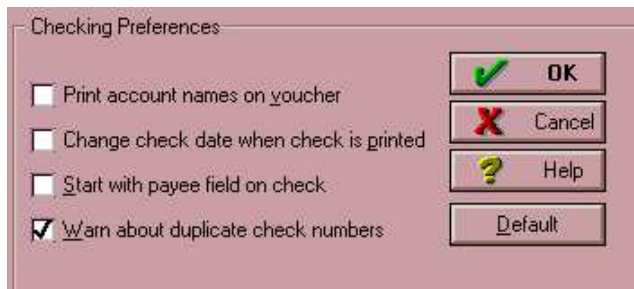 Checking Preferences
OK
Print account names on voucher
Cancel
Change check date when check is printed
Help
Start with payee field on check
Default
Warn about duplicate check numbers